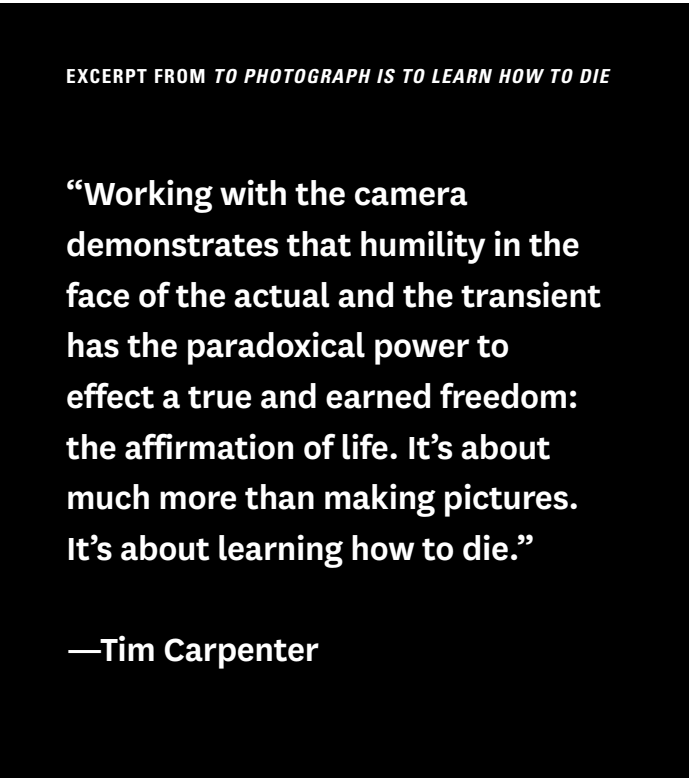 EXCERPT FROM TO PHOTOGRAPH IS TO LEARN HOW TO DIE
“Working with the camera
demonstrates that humility in the
face of the actual and the transient
has the paradoxical power to
effect a true and earned freedom:
the affirmation of life. It’s about
much more than making pictures.
It’s about learning how to die.”
—Tim Carpenter